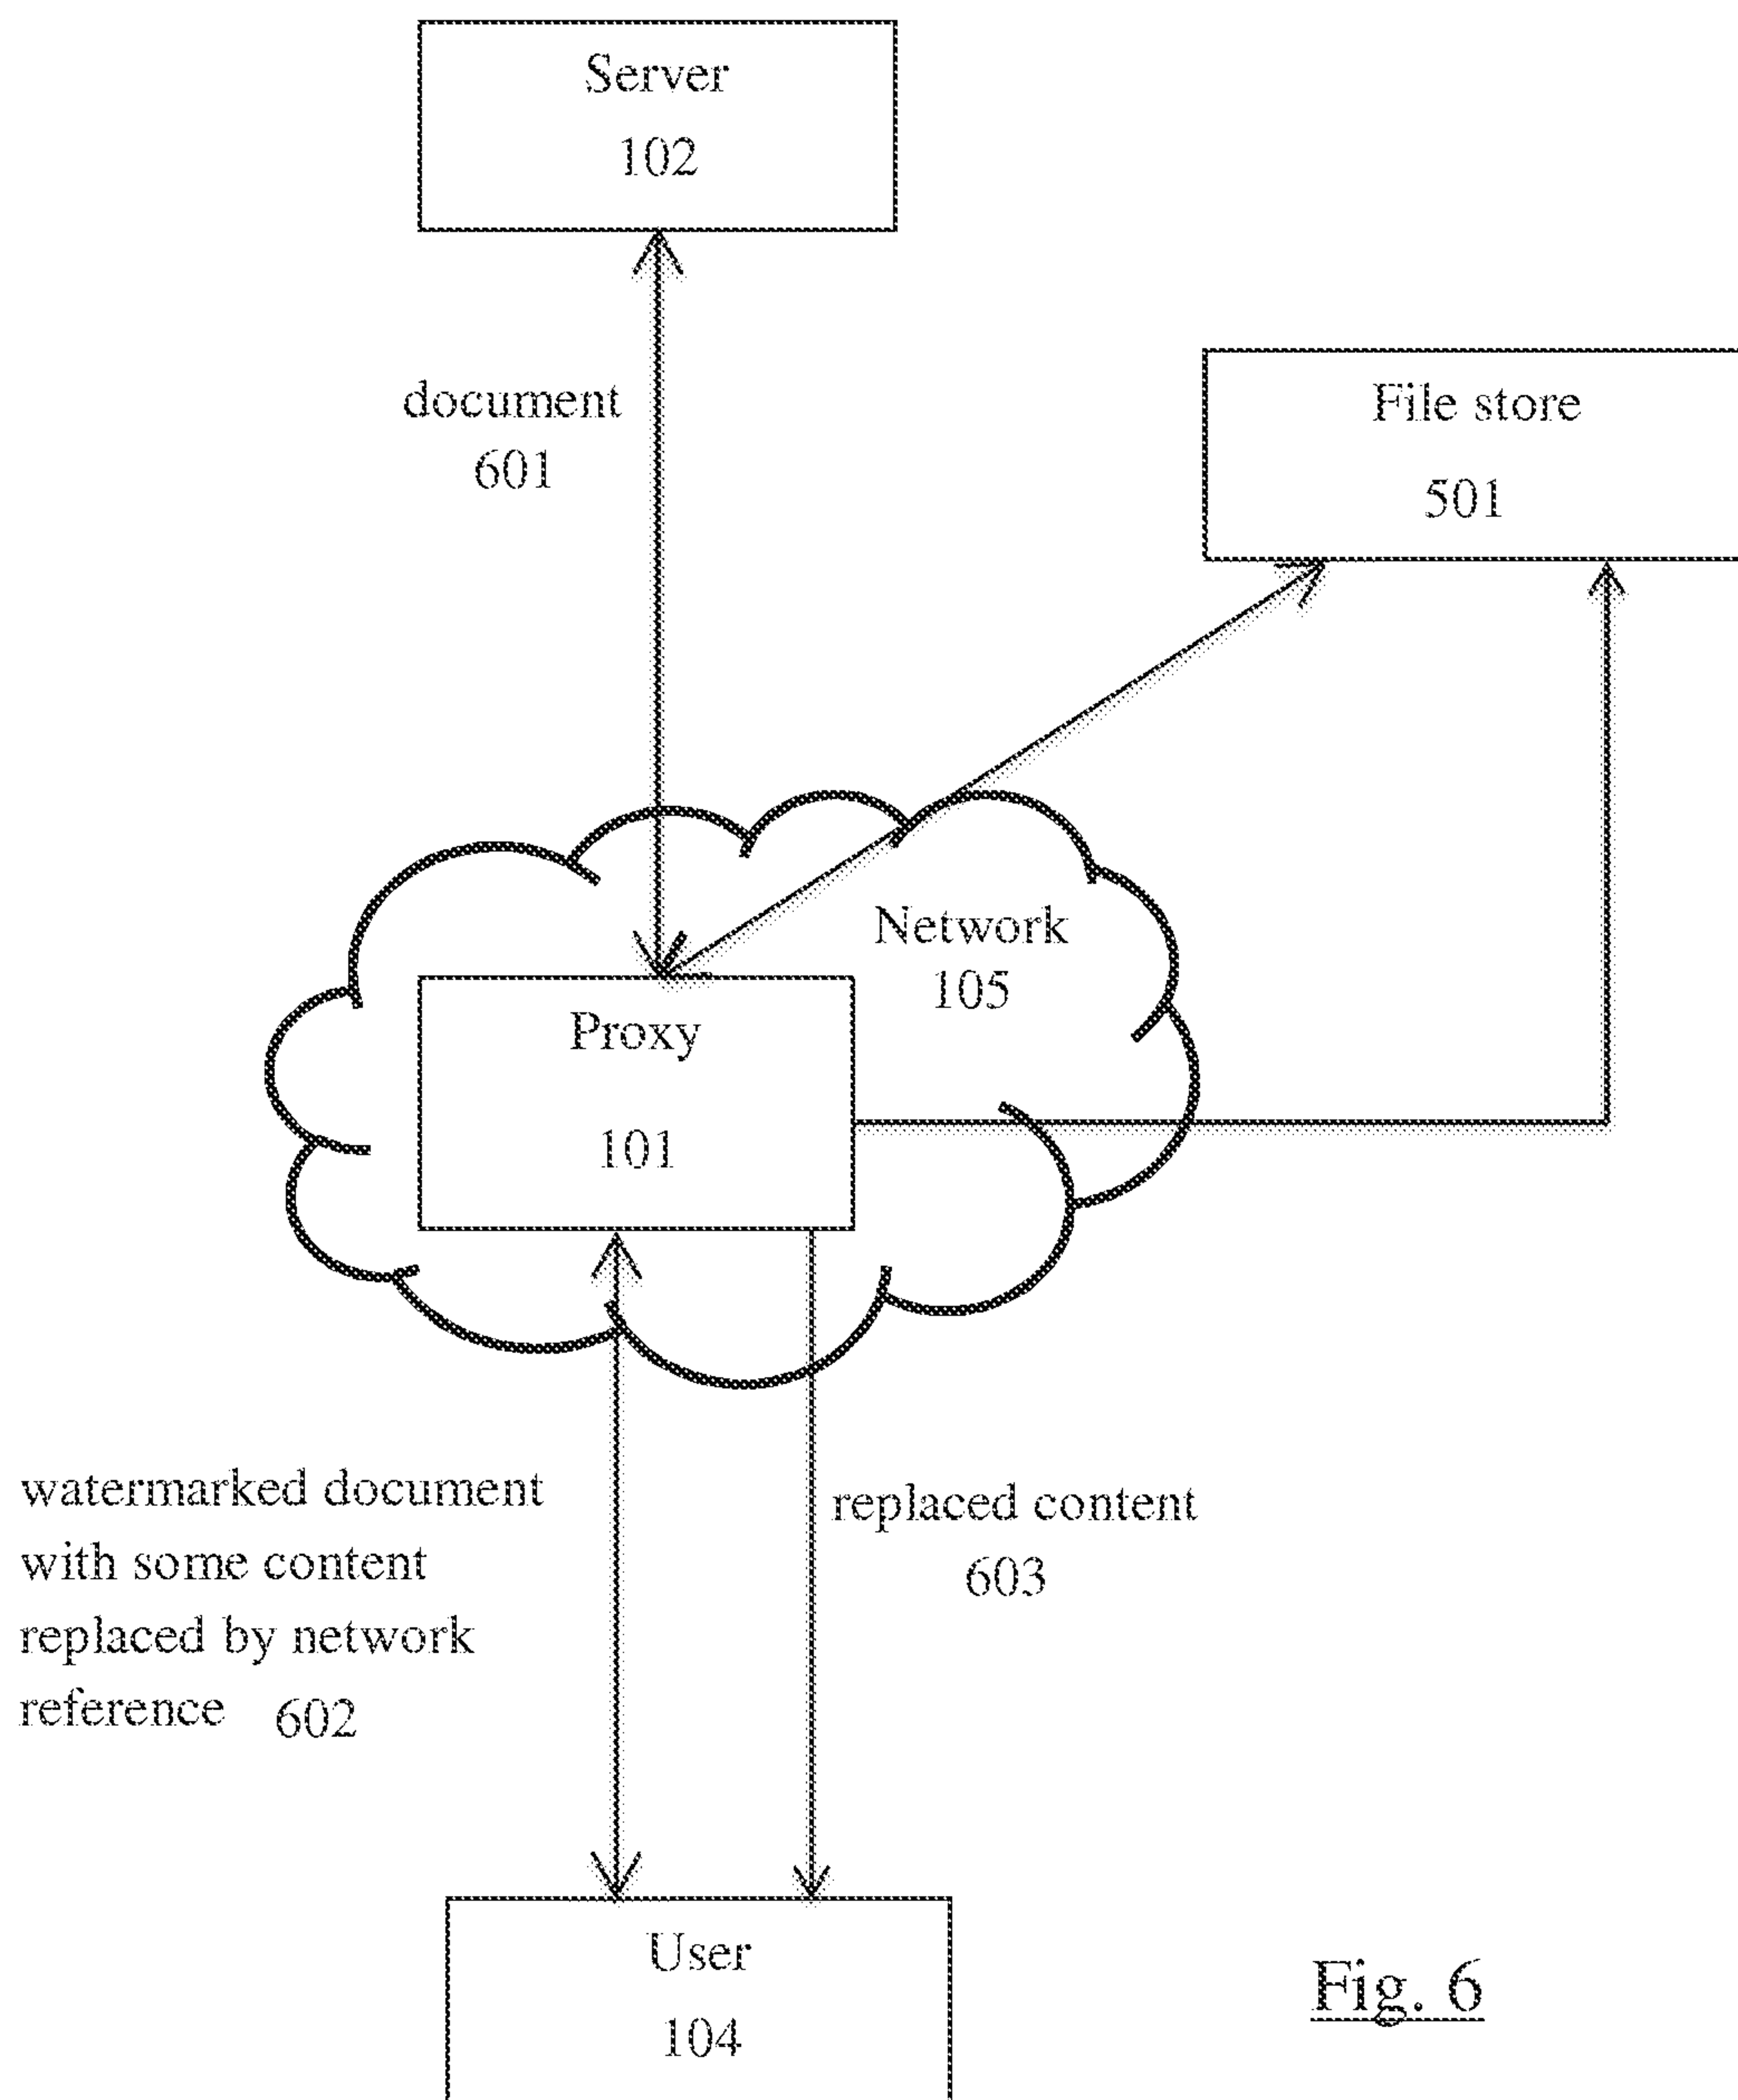 Server
102
document
601
File store
501
Network
105
Proxy
101
watermarked document
with some content
replaced by network
reference 602
replaced content
603
User
104
Fig. 6